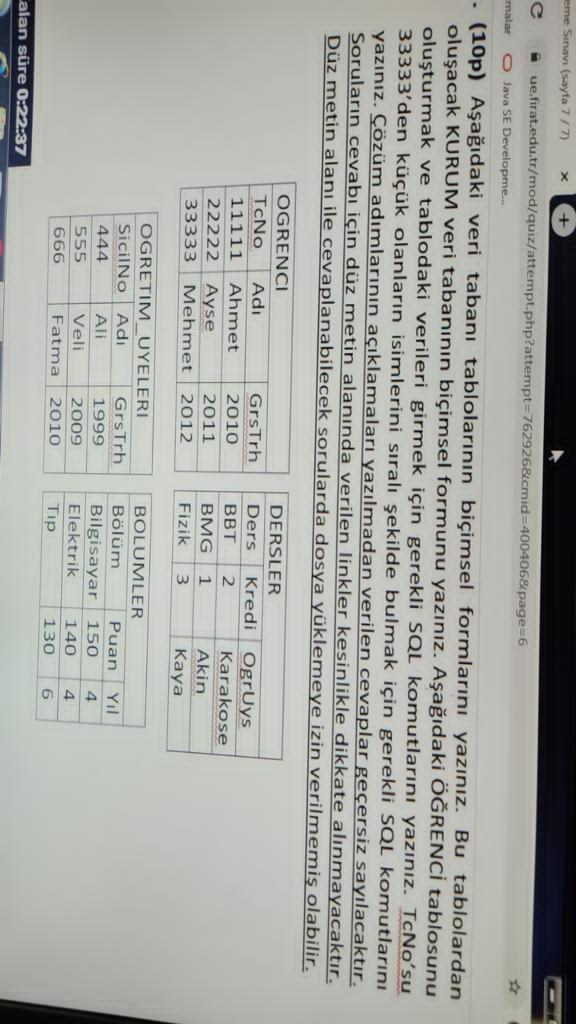 eme Sınavı (sayfa 7 / 7)
ue.firat.edu.tr/mod/quiz/attempt.php?attempt=762926&cmid=400406&page=6
malar Java SE Developme...
(10p) Aşağıdaki veri tabanı tablolarının biçimsel formlarını yazınız. Bu tablolardan
oluşacak KURUM veri tabanının biçimsel formunu yazınız. Aşağıdaki ÖĞRENCİ tablosunu
oluşturmak ve tablodaki verileri girmek için gerekli SQL komutlarını yazınız. TcNo'su
33333'den küçük olanların isimlerini sıralı şekilde bulmak için gerekli SQL komutlarını
yazınız. Çözüm adımlarının açıklamaları yazılmadan verilen cevaplar geçersiz sayılacaktır.
Soruların cevabı için düz metin alanında verilen linkler kesinlikle dikkate alınmayacaktır.
Düz metin alanı ile cevaplanabilecek sorularda dosya yüklemeye izin verilmemiş olabilir.
OGRENCI
TcNo Adı GrsTrh
11111 Ahmet 2010
22222 Ayse 2011
33333 Mehmet 2012
DERSLER
Ders Kredi OgrUys
BBT 2 Karakose
BMG 1 Akin
Fizik 3 Kaya
OGRETIM_UYELERI
SicilNo Adı GrsTrh
444 Ali 1999
555 Veli 2009
666 Fatma 2010
BOLUMLER
Bölüm Puan Yıl
Bilgisayar 150 4
Elektrik 140 4
Tıp 130 6
alan süre 0:22:37